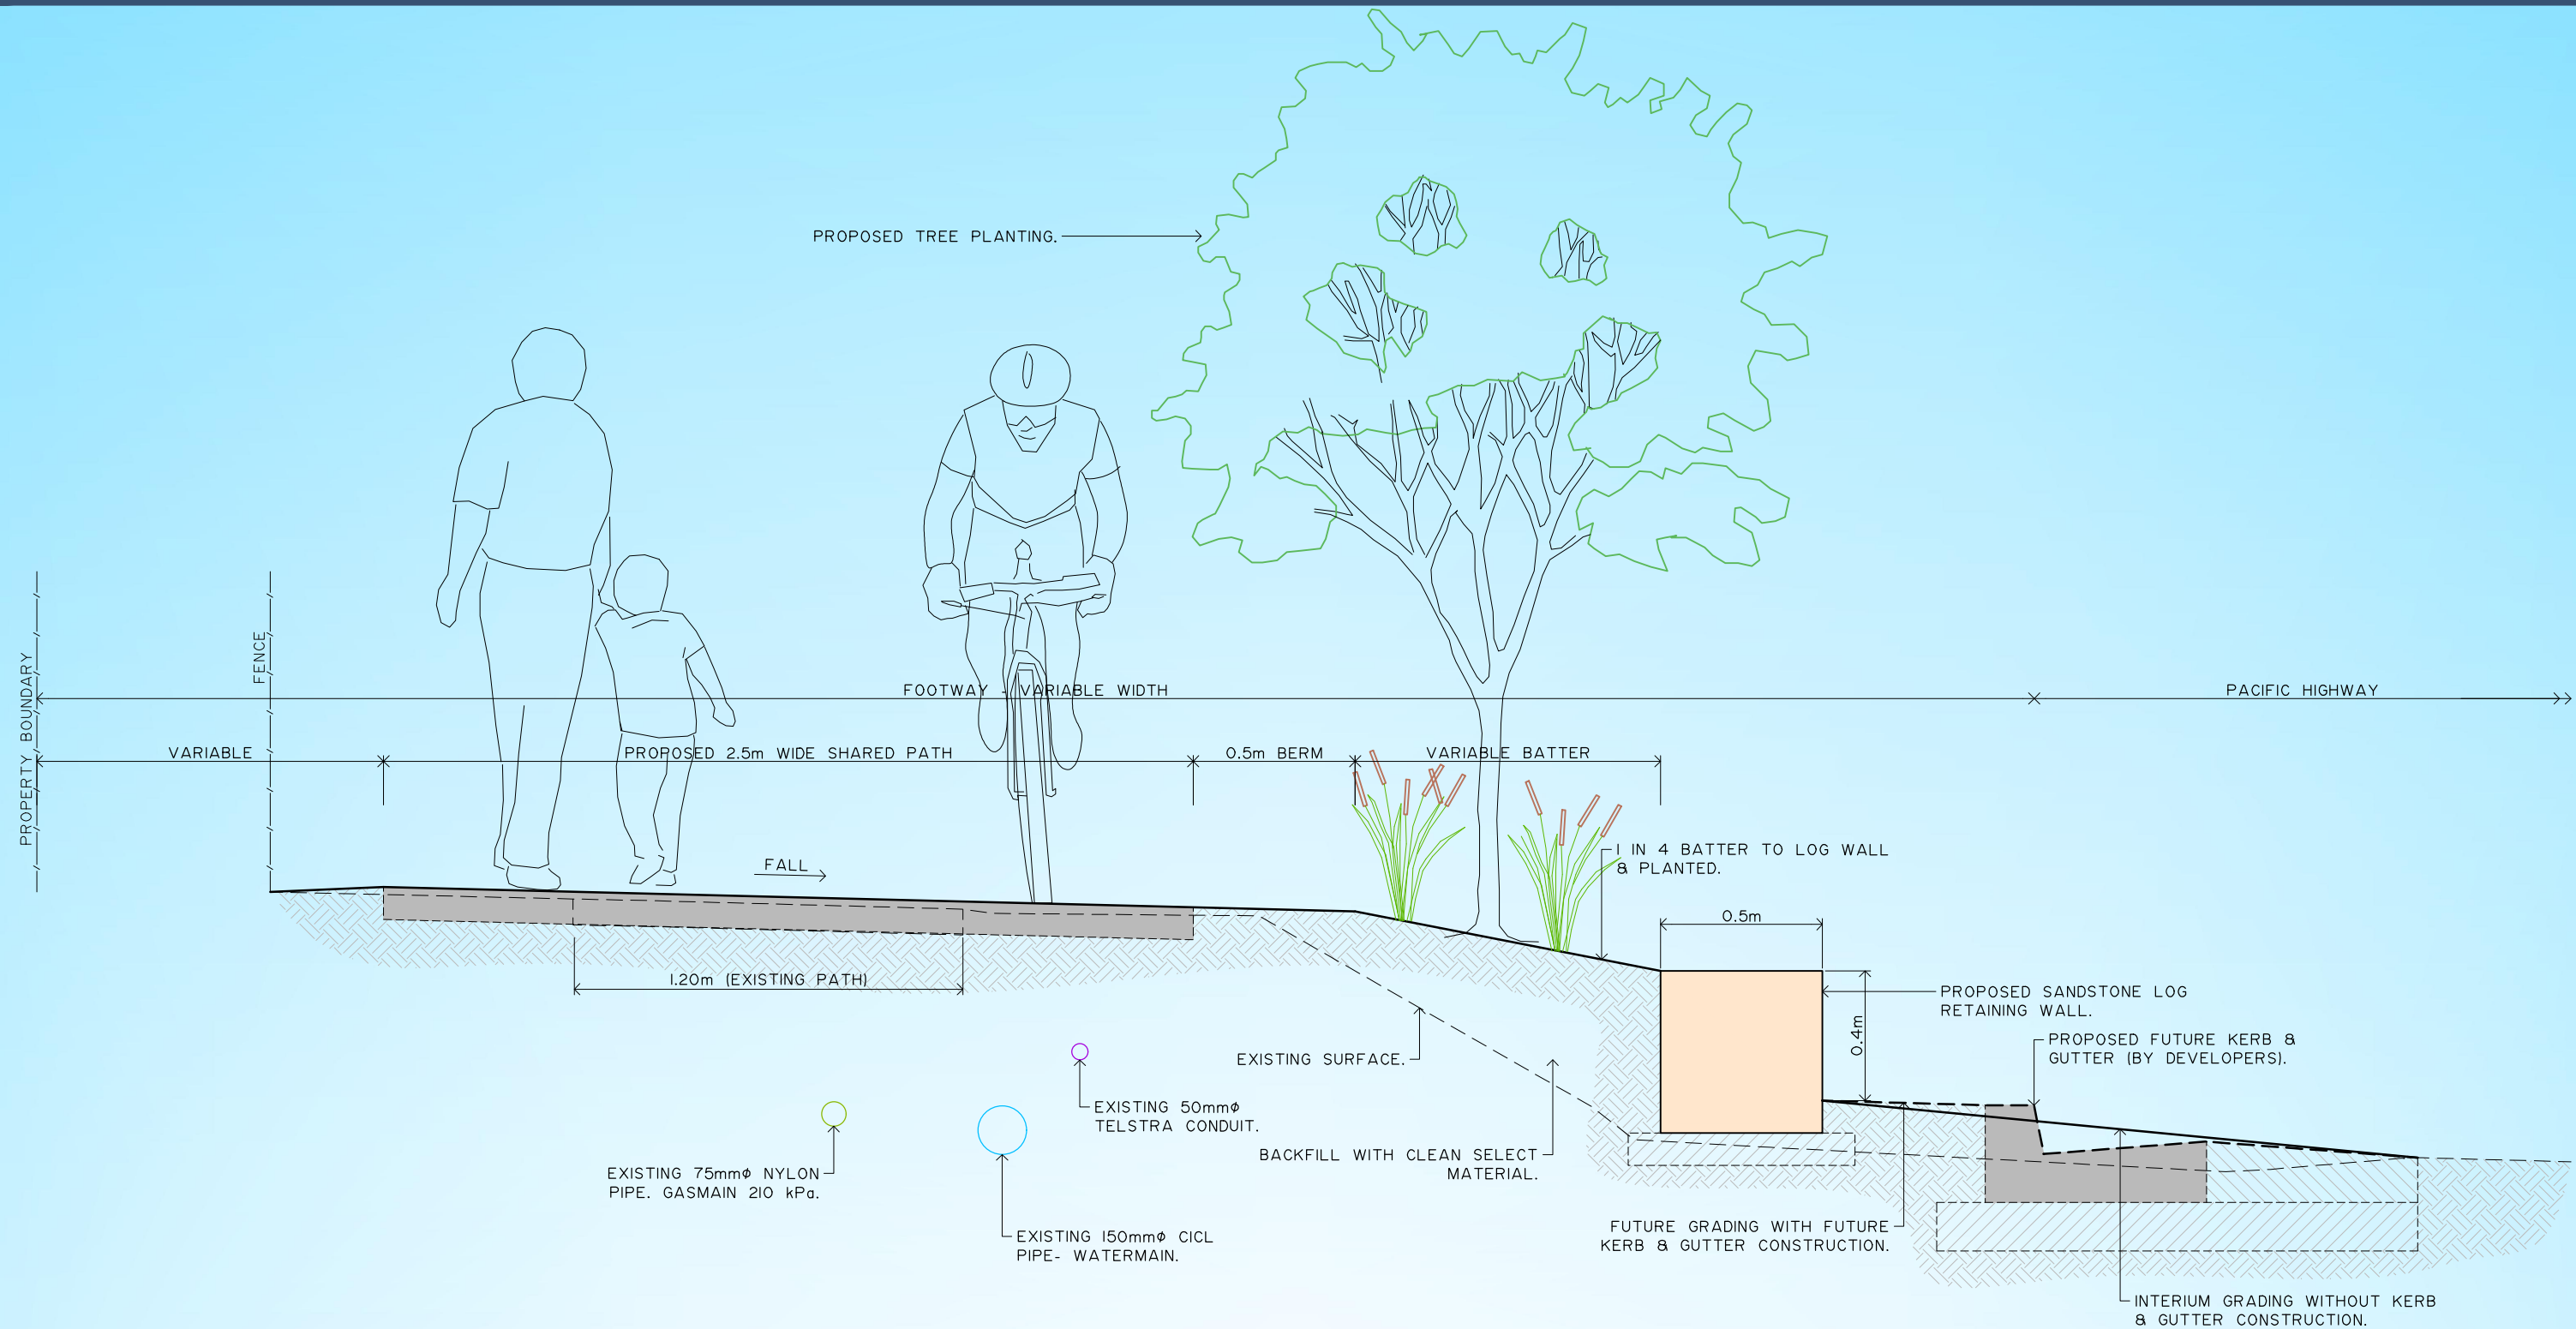 PROPOSED TREE PLANTING.
PROPERTY BOUNDARY
FENCE
FOOTWAY - VARIABLE WIDTH
PACIFIC HIGHWAY
VARIABLE
PROPOSED 2.5m WIDE SHARED PATH
0.5m BERM
VARIABLE BATTER
FALL
1 IN 4 BATTER TO LOG WALL
& PLANTED.
0.5m
1.20m (EXISTING PATH)
0.4m
PROPOSED SANDSTONE LOG
RETAINING WALL.
PROPOSED FUTURE KERB &
GUTTER (BY DEVELOPERS).
EXISTING SURFACE.
EXISTING 50mmø
TELSTRA CONDUIT.
BACKFILL WITH CLEAN SELECT
MATERIAL.
EXISTING 75mmø NYLON
PIPE. GASMAIN 210 kPa.
EXISTING 150mmø CICL
PIPE- WATERMAIN.
FUTURE GRADING WITH FUTURE
KERB & GUTTER CONSTRUCTION.
INTERIUM GRADING WITHOUT KERB
& GUTTER CONSTRUCTION.